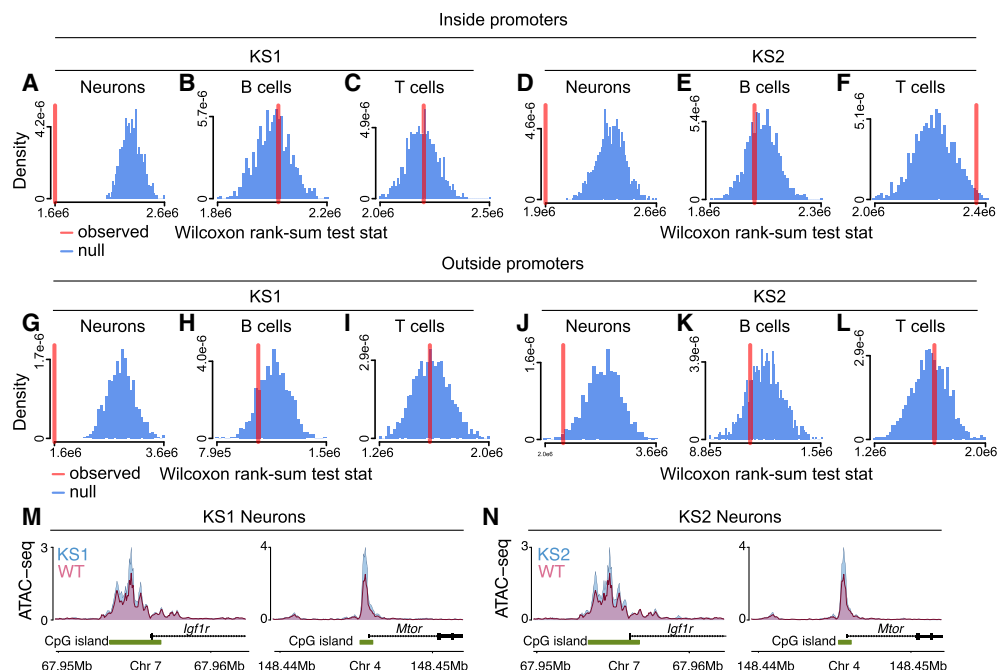 Inside promoters
KS1
KS2
A
Neurons
B
B cells
C
T cells
D
Neurons
E
B cells
F
T cells
Density
4.2e-6
0
1.6e6
2.6e6
5.7e-6
0
1.8e6
2.2e6
4.9e-6
0
2.0e6
2.5e6
4.6e-6
0
1.9e6
2.6e6
5.4e-6
0
1.8e6
2.3e6
5.1e-6
0
2.0e6
2.4e6
observed
null
Wilcoxon rank-sum test stat
Wilcoxon rank-sum test stat
Outside promoters
KS1
KS2
G
Neurons
H
B cells
I
T cells
J
Neurons
K
B cells
L
T cells
Density
1.7e-6
0
1.6e6
3.6e6
4.0e-6
0
7.9e5
1.5e6
2.9e-6
0
1.2e6
2.0e6
1.6e-6
0
2.0e6
3.6e6
3.9e-6
0
8.8e5
1.5e6
2.9e-6
0
1.2e6
2.0e6
observed
null
Wilcoxon rank-sum test stat
Wilcoxon rank-sum test stat
M
KS1 Neurons
N
KS2 Neurons
ATAC-seq
3
0
KS1
WT
4
0
ATAC-seq
3
0
KS2
WT
4
0
Igf1r
CpG island
Mtor
CpG island
Igf1r
CpG island
Mtor
CpG island
67.95Mb
Chr 7
67.96Mb
148.44Mb
Chr 4
148.45Mb
67.95Mb
Chr 7
67.96Mb
148.44Mb
Chr 4
148.45Mb